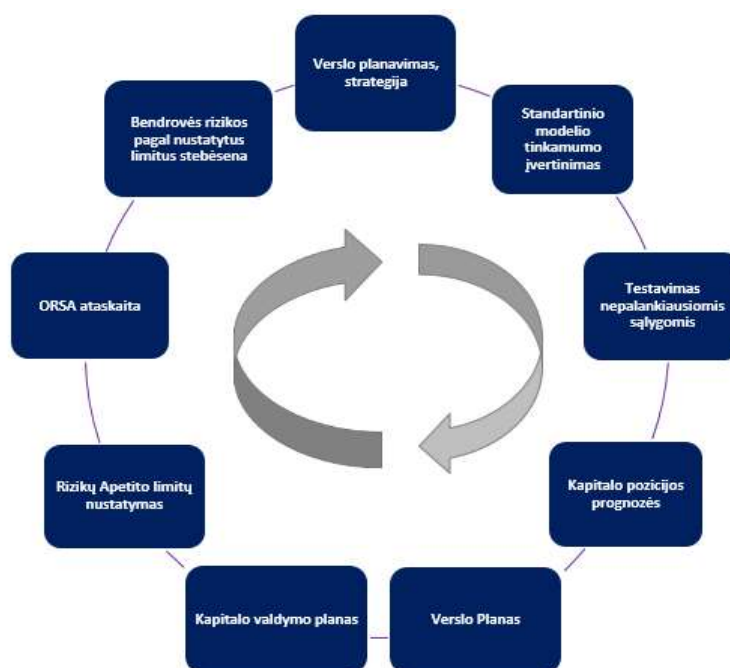 Verslo planavimas,
strategija
Standartinio
modelio
tinkamumo
įvertinimas
Testavimas
nepalankiausiomis
sąlygomis
Kapitalo pozicijos
prognozės
Verslo Planas
Kapitalo valdymo planas
Rizikų Apetito limitų
nustatymas
ORSA ataskaita
Bendrovės rizikos
pagal nustatytus
limitus stebėsena